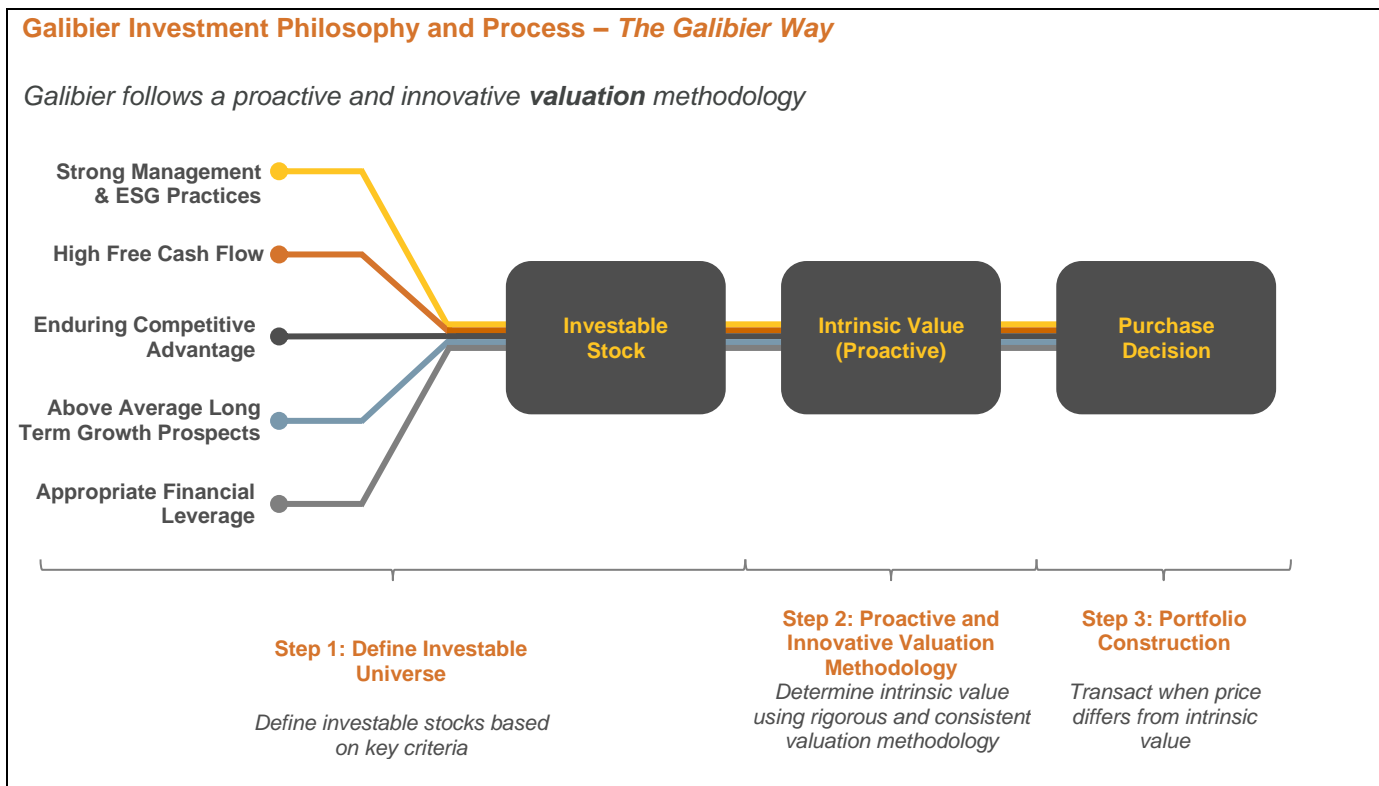 Galibier Investment Philosophy and Process – The Galibier Way
Galibier follows a proactive and innovative valuation methodology
Strong Management
& ESG Practices
High Free Cash Flow
Enduring Competitive
Advantage
Above Average Long
Term Growth Prospects
Appropriate Financial
Leverage
Investable
Stock
Intrinsic Value
(Proactive)
Purchase
Decision
Step 1: Define Investable
Universe
Define investable stocks based
on key criteria
Step 2: Proactive and
Innovative Valuation
Methodology
Determine intrinsic value
using rigorous and consistent
valuation methodology
Step 3: Portfolio
Construction
Transact when price
differs from intrinsic
value